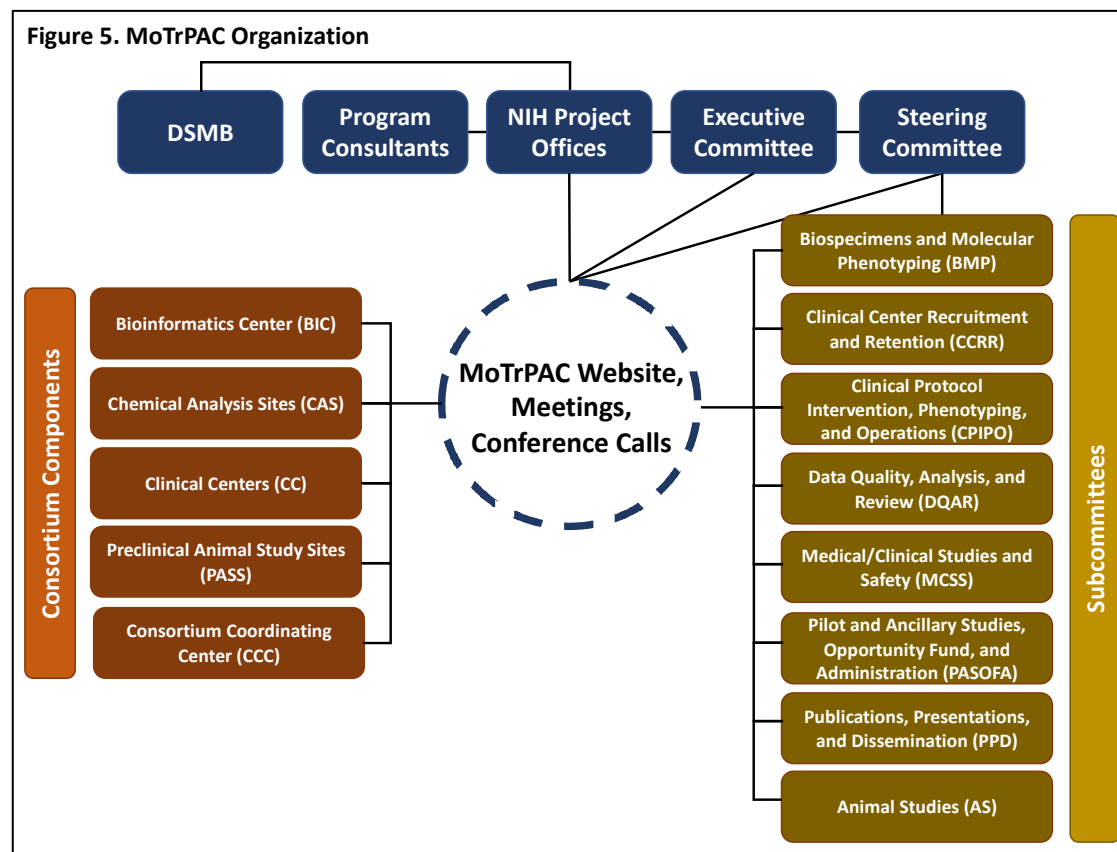 Figure 5. MoTrPAC Organization
DSMB
Program
Consultants
NIH Project
Offices
Executive
Committee
Steering
Committee
Consortium Components
Bioinformatics Center (BIC)
Chemical Analysis Sites (CAS)
Clinical Centers (CC)
Preclinical Animal Study Sites
(PASS)
Consortium Coordinating
Center (CCC)
MoTrPAC Website,
Meetings,
Conference Calls
Biospecimens and Molecular
Phenotyping (BMP)
Clinical Center Recruitment
and Retention (CCRR)
Clinical Protocol
Intervention, Phenotyping,
and Operations (CPIPO)
Data Quality, Analysis, and
Review (DQAR)
Medical/Clinical Studies and
Safety (MCSS)
Pilot and Ancillary Studies,
Opportunity Fund, and
Administration (PASOFA)
Publications, Presentations,
and Dissemination (PPD)
Animal Studies (AS)
Subcommittees